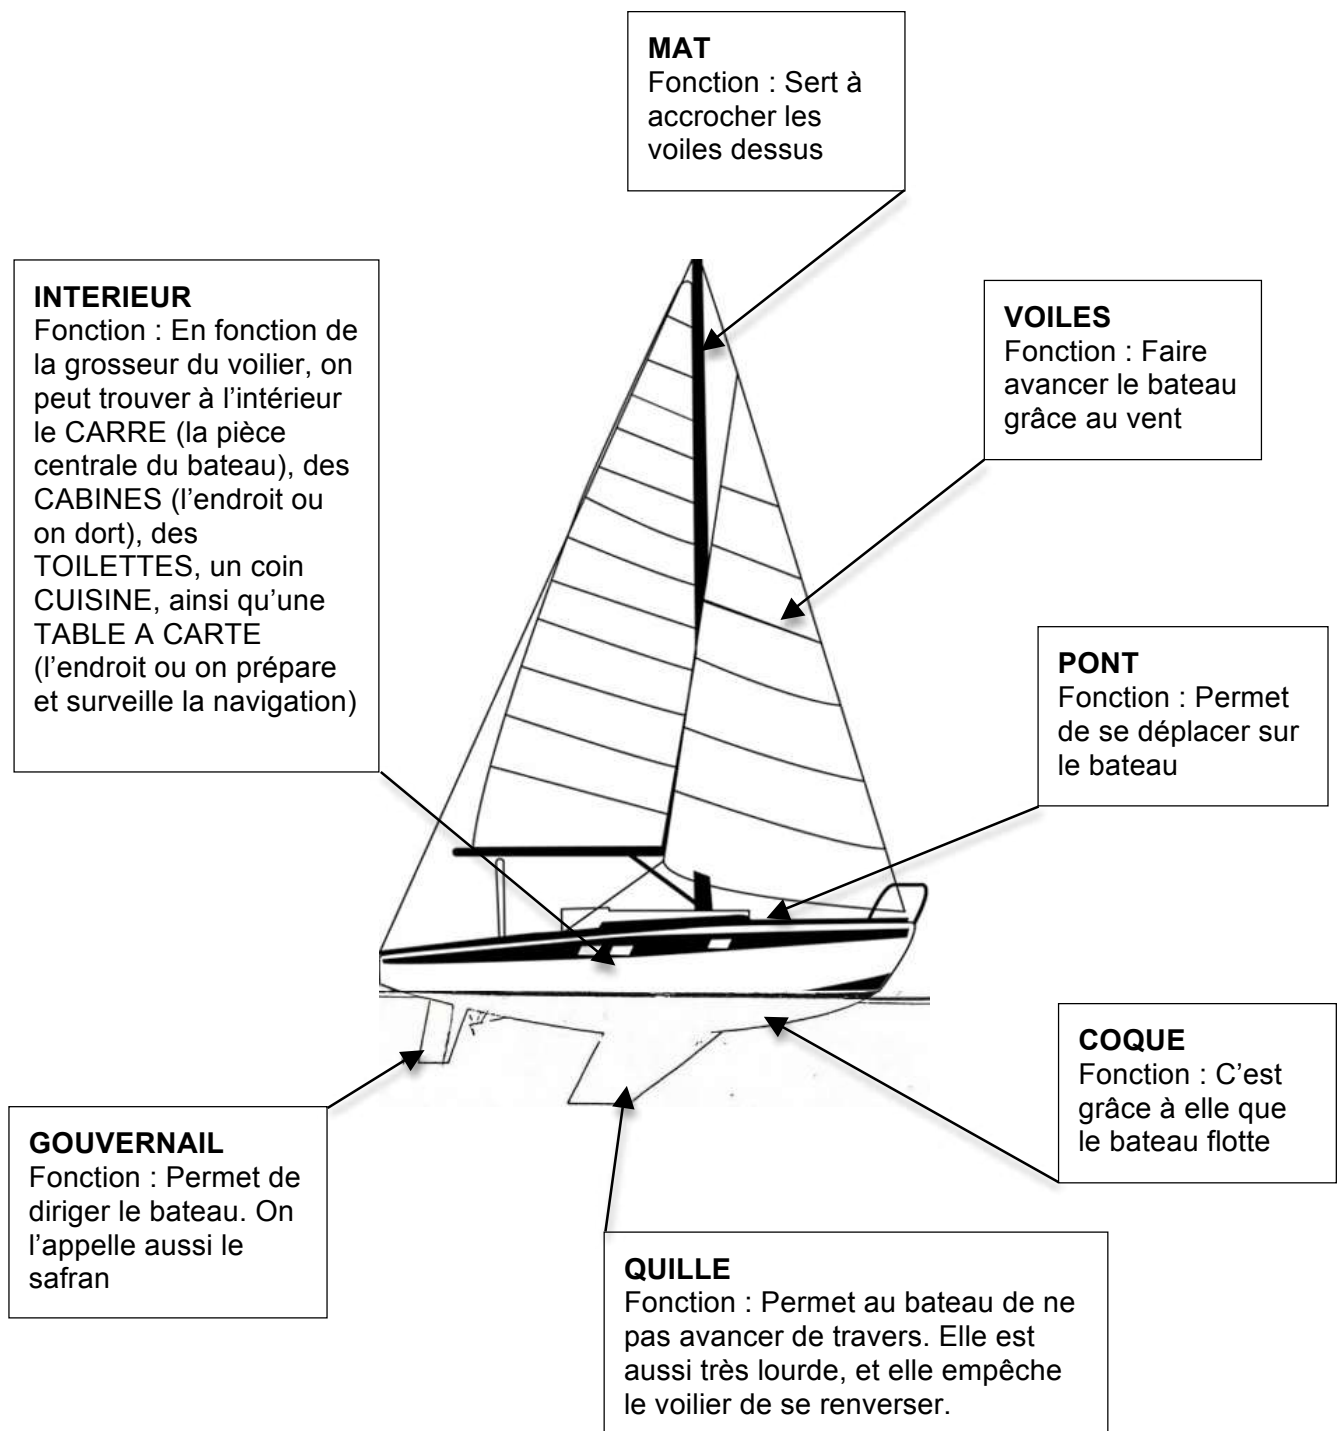 MAT
Fonction : Sert à
accrocher les
voiles dessus
INTERIEUR
Fonction : En fonction de
la grosseur du voilier, on
peut trouver à l’intérieur
le CARRE (la pièce
centrale du bateau), des
CABINES (l’endroit ou
on dort), des
TOILETTES, un coin
CUISINE, ainsi qu’une
TABLE A CARTE
(l’endroit ou on prépare
et surveille la navigation)
VOILES
Fonction : Faire
avancer le bateau
grâce au vent
PONT
Fonction : Permet
de se déplacer sur
le bateau
COQUE
Fonction : C’est
grâce à elle que
le bateau flotte
GOUVERNAIL
Fonction : Permet de
diriger le bateau. On
l’appelle aussi le
safran
QUILLE
Fonction : Permet au bateau de ne
pas avancer de travers. Elle est
aussi très lourde, et elle empêche
le voilier de se renverser.